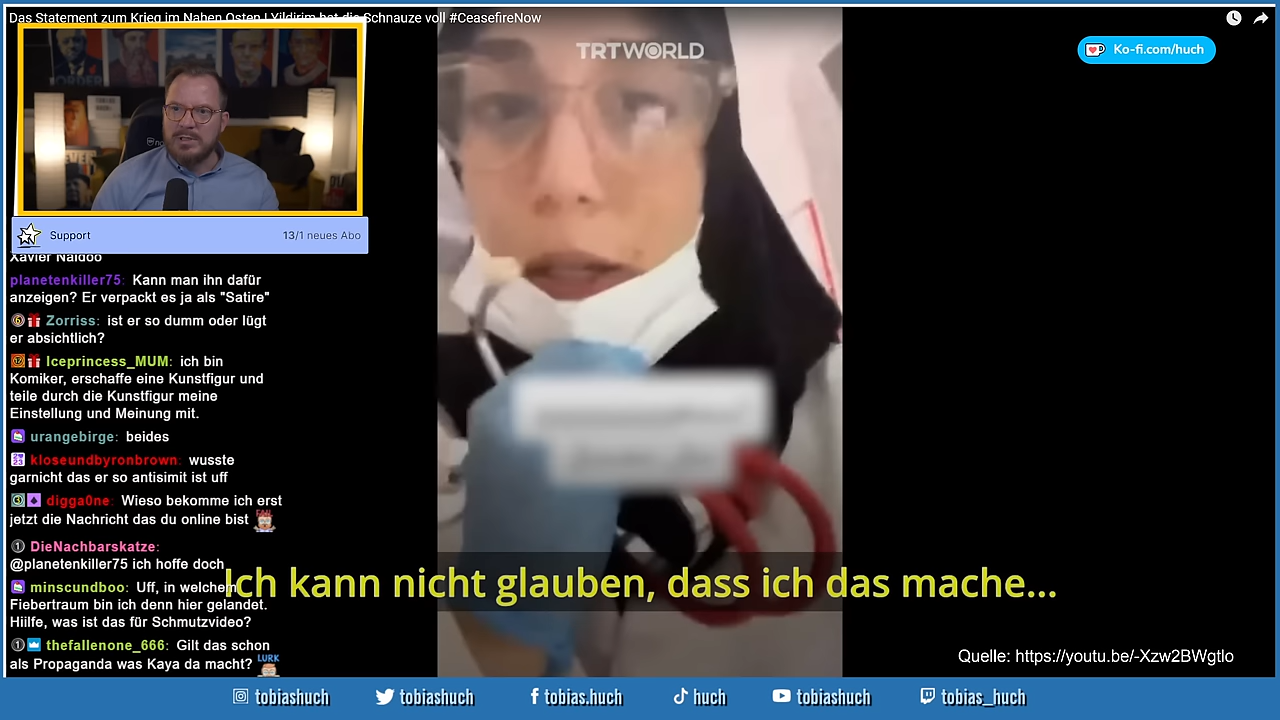 Das Statement zum Krieg im Nahen Osten | Yildirim hat die Schnauze voll #CeasefireNow
TRTWORLD
Ko-fi.com/huch
Support
13/1 neues Abo
Xavier Naidoo
planetenkiller75: Kann man ihn dafür
anzeigen? Er verpackt es ja als "Satire"
Zorriss: ist er so dumm oder lügt
er absichtlich?
Iceprincess_MUM: ich bin
Komiker, erschaffe eine Kunstfigur und
teile durch die Kunstfigur meine
Einstellung und Meinung mit.
urangebirge: beides
kloseundbyronbrown: wusste
garnicht das er so antisimit ist uff
digga0ne: Wieso bekomme ich erst
jetzt die Nachricht das du online bist
DieNachbarskatze:
@planetenkiller75 ich hoffe doch
minscundboo: Uff, in welchem
Fiebertraum bin ich denn hier gelandet.
Hiilfe, was ist das für Schmutzvideo?
thefallenone_666: Gilt das schon
als Propaganda was Kaya da macht? LURK
Ich kann nicht glauben, dass ich das mache...
Quelle: https://youtu.be/-Xzw2BWgtlo
tobiashuch tobiashuch tobias.huch huch tobiashuch tobias_huch